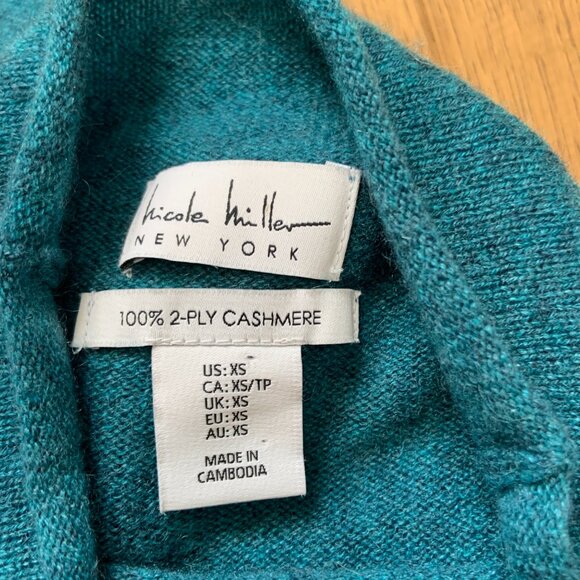 Nicole Miller
NEW YORK
100% 2-PLY CASHMERE
US: XS
CA: XS/TP
UK: XS
EU: XS
AU: XS
MADE IN
CAMBODIA